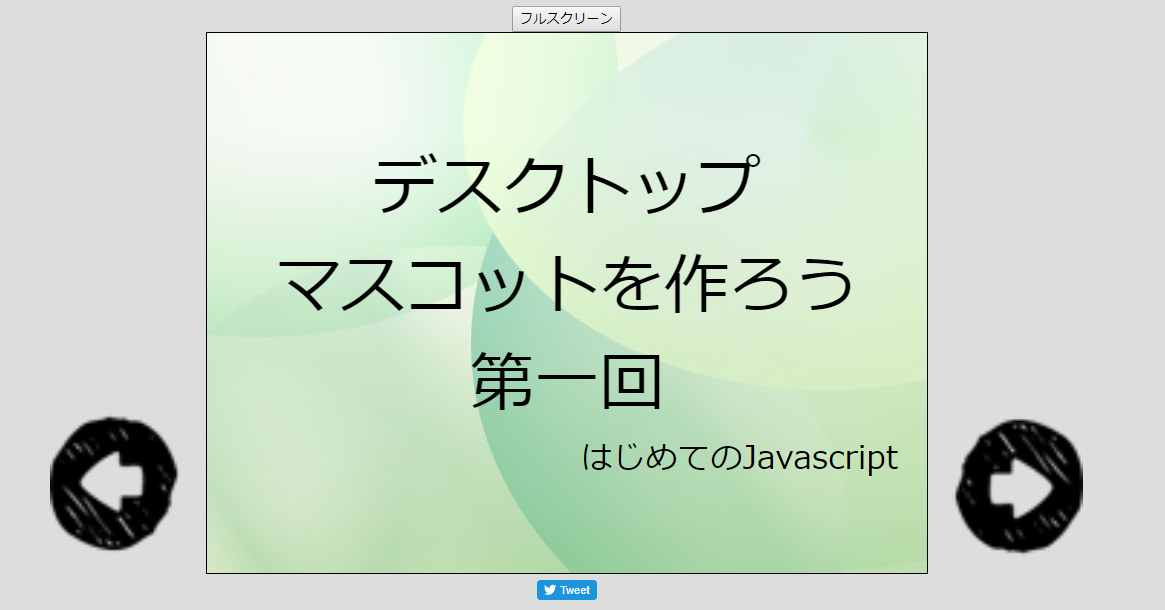 フルスクリーン
デスクトップ
マスコットを作ろう
第一回
はじめてのJavascript
Tweet